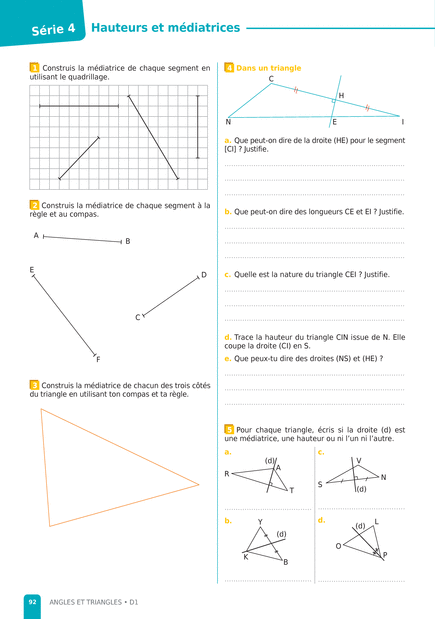 Série 4
Hauteurs et médiatrices
1 Construis la médiatrice de chaque segment en
utilisant le quadrillage.
2 Construis la médiatrice de chaque segment à la
règle et au compas.
A
B
E
D
C
F
3 Construis la médiatrice de chacun des trois côtés
du triangle en utilisant ton compas et ta règle.
4 Dans un triangle
C
H
N
E
I
a. Que peut-on dire de la droite (HE) pour le segment
[CI] ? Justifie.
b. Que peut-on dire des longueurs CE et EI ? Justifie.
c. Quelle est la nature du triangle CEI ? Justifie.
d. Trace la hauteur du triangle CIN issue de N. Elle
coupe la droite (CI) en S.
e. Que peux-tu dire des droites (NS) et (HE) ?
5 Pour chaque triangle, écris si la droite (d) est
une médiatrice, une hauteur ou ni l'un ni l'autre.
a.
(d)
A
R
T
c.
V
N
S
(d)
b.
Y
(d)
K
B
d.
L
(d)
O
P
92
ANGLES ET TRIANGLES • D1